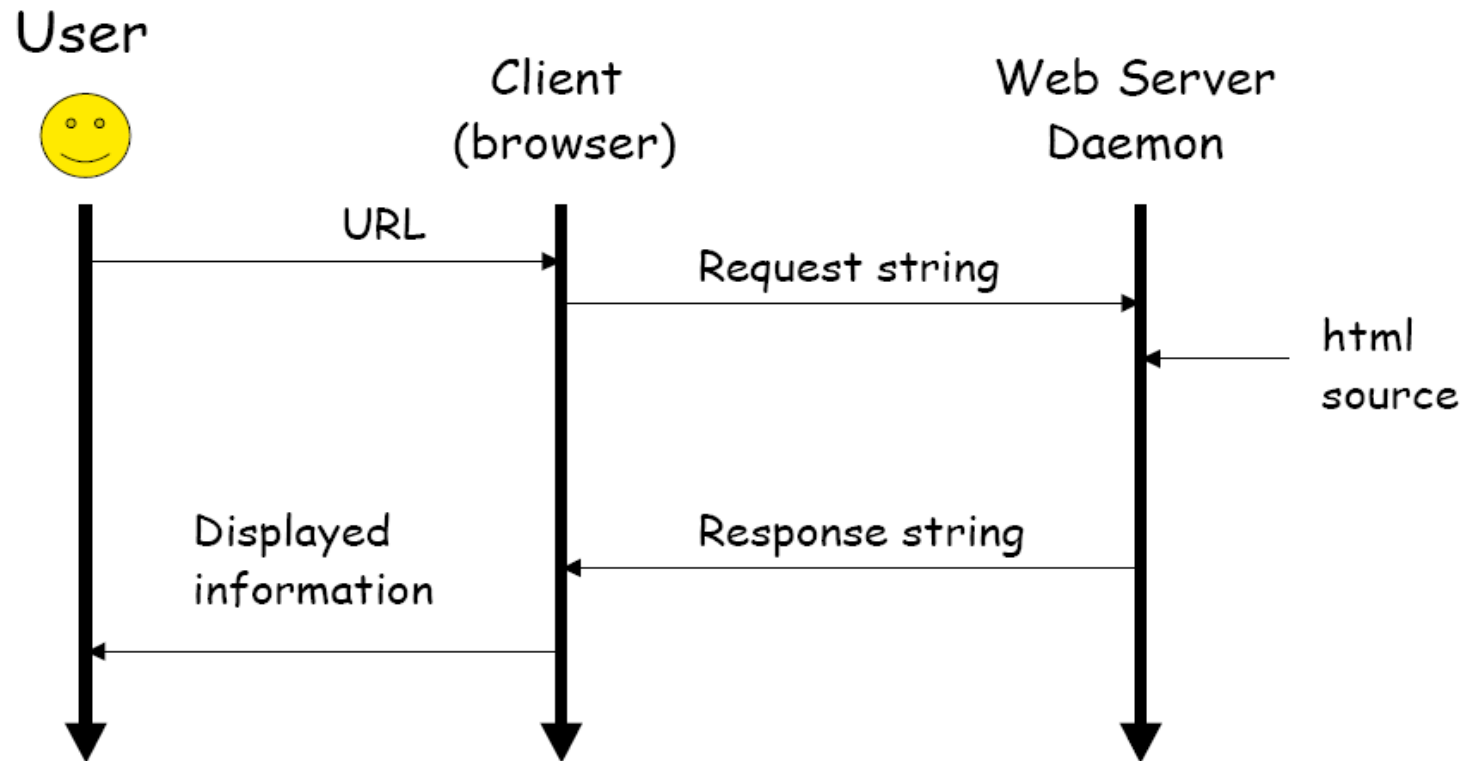 User
Client
(browser)
Web Server
Daemon
URL
Request string
html
source
Displayed
information
Response string